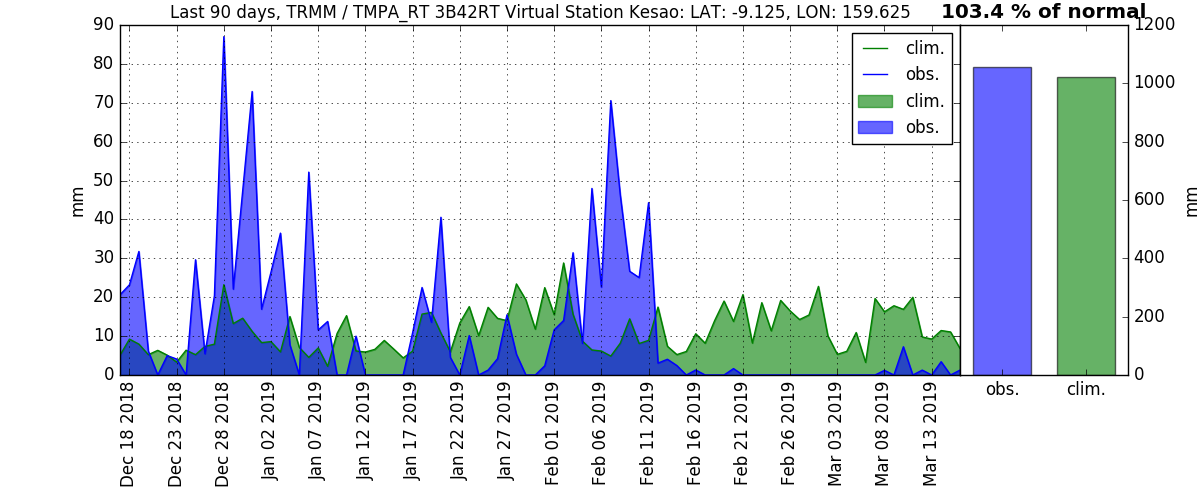 Last 90 days, TRMM / TMPA_RT 3B42RT Virtual Station Kesao: LAT: -9.125, LON: 159.625
103.4 % of normal
90
80
70
60
50
40
30
20
10
0
mm
clim.
obs.
clim.
obs.
1200
1000
800
600
400
200
0
mm
obs.
clim.
Dec 18 2018
Dec 23 2018
Dec 28 2018
Jan 02 2019
Jan 07 2019
Jan 12 2019
Jan 17 2019
Jan 22 2019
Jan 27 2019
Feb 01 2019
Feb 06 2019
Feb 11 2019
Feb 16 2019
Feb 21 2019
Feb 26 2019
Mar 03 2019
Mar 08 2019
Mar 13 2019